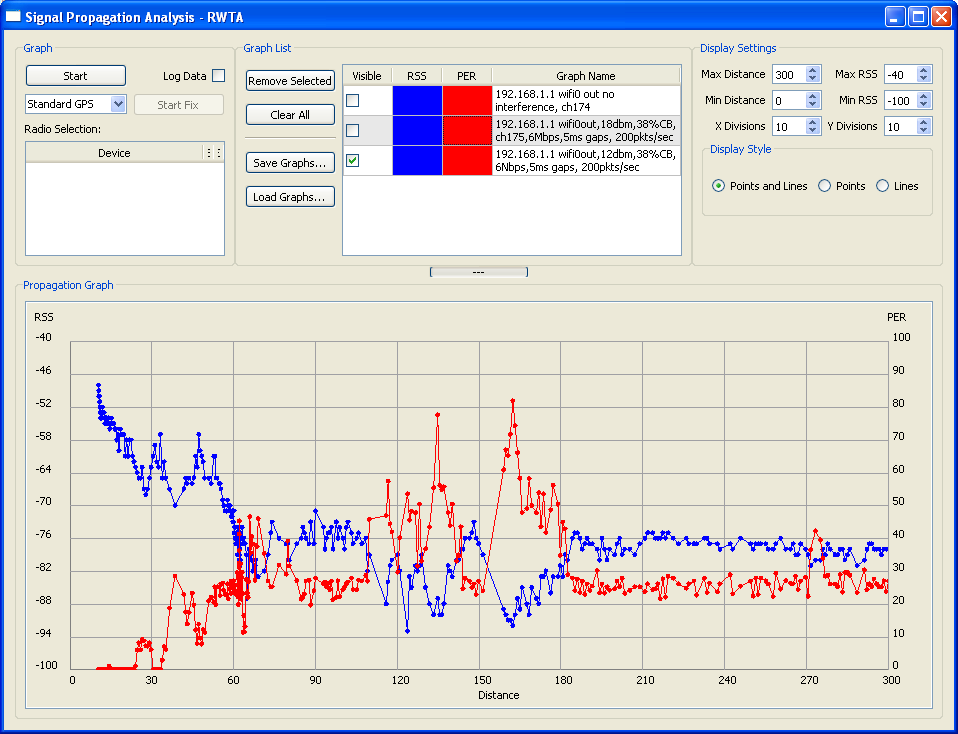 Signal Propagation Analysis - RWTA
Graph
Start
Log Data
Standard GPS
Start Fix
Radio Selection:
Device
Graph List
Remove Selected
Clear All
Save Graphs...
Load Graphs...
Visible RSS PER Graph Name
192.168.1.1 wifi0 out no
interference, ch174
192.168.1.1 wifi0out,18dbm,38%CB,
ch175,6Mbps,5ms gaps, 200pkts/sec
192.168.1.1 wifi0out,12dbm,38%CB,
6Nbps,5ms gaps, 200pkts/sec
Display Settings
Max Distance 300 Max RSS -40
Min Distance 0 Min RSS -100
X Divisions 10 Y Divisions 10
Display Style
Points and Lines Points Lines
---
Propagation Graph
RSS PER
-40 100
-46 90
-52 80
-58 70
-64 60
-70 50
-76 40
-82 30
-88 20
-94 10
-100 0
0 30 60 90 120 150 180 210 240 270 300
Distance